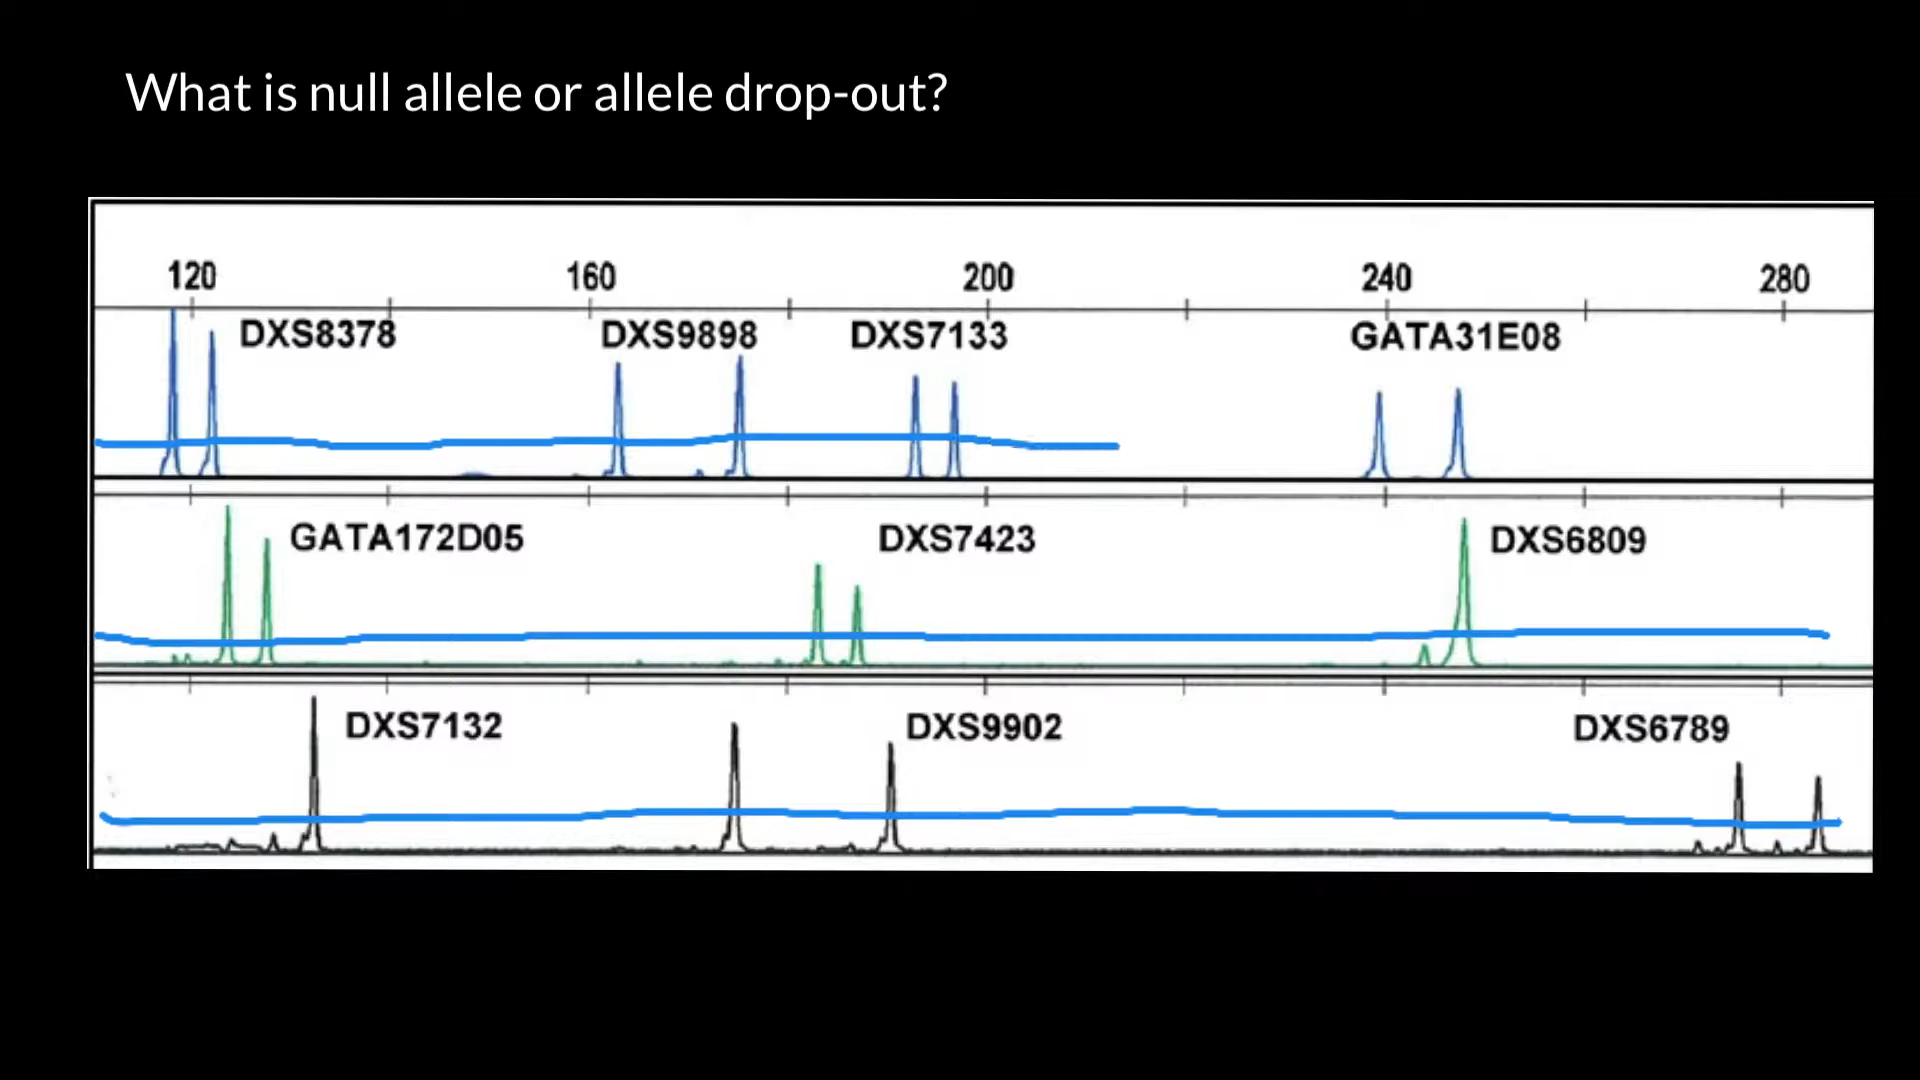 What is null allele or allele drop-out?
120 160 200 240 280
DXS8378 DXS9898 DXS7133 GATA31E08
GATA172D05 DXS7423 DXS6809
DXS7132 DXS9902 DXS6789